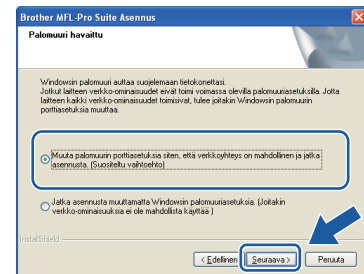 Brother MFL-Pro Suite Asennus
Palomuuri havaittu
Windowsin palomuuri auttaa suojelemaan tietokonettasi.
Jotkut laitteen verkko-ominaisuudet eivät toimi voimassa olevilla palomuuriasetuksilla. Jotta
laitteen kaikki verkko-ominaisuudet toimisivat, tulee joitakin Windowsin palomuurin
porttiasetuksia muuttaa.
Muuta palomuurin porttiasetuksia siten, että verkkoyhteys on mahdollinen ja jatka
asennusta. (Suositeltu vaihtoehto)
Jatka asennusta muuttamatta Windowsin palomuuriasetuksia. (Joitakin
verkko-ominaisuuksia ei ole mahdollista käyttää )
InstallShield
< Edellinen Seuraava > Peruuta